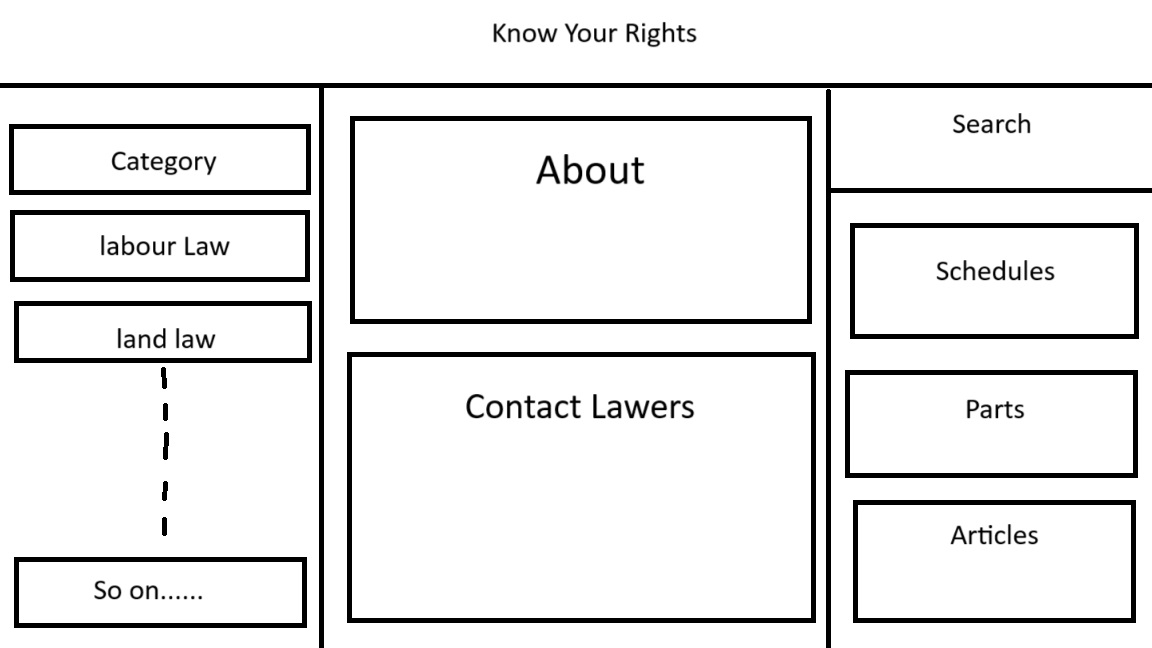 Know Your Rights
Category
labour Law
land law
So on......
About
Contact Lawers
Search
Schedules
Parts
Articles